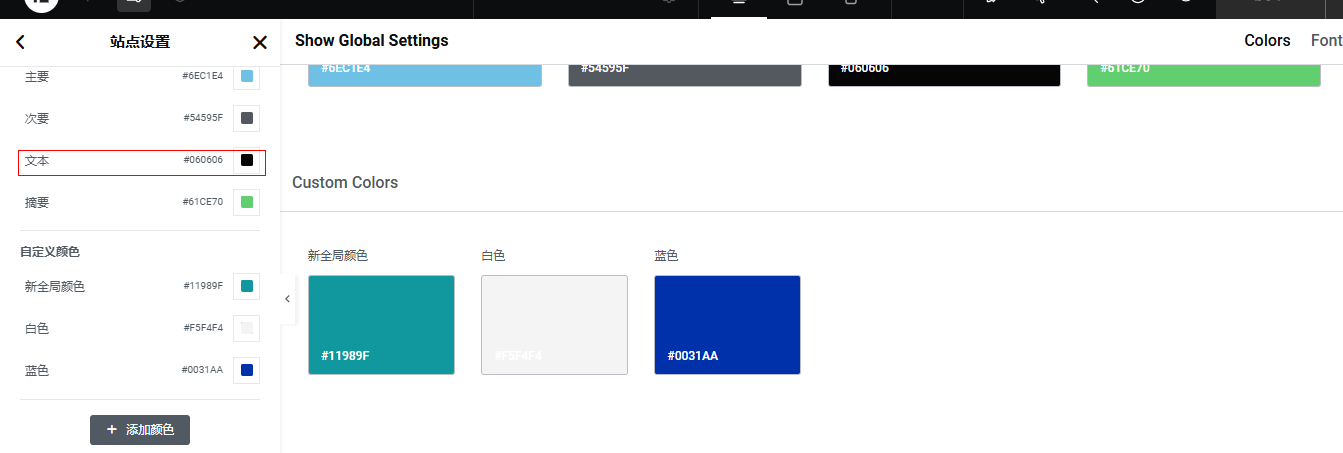 站点设置
Show Global Settings
Colors
Font
主要
#6EC1E4
#6EC1E4
#54595F
#060606
#61CE70
次要
#54595F
文本
#060606
摘要
#61CE70
Custom Colors
自定义颜色
新全局颜色
#11989F
白色
#F5F4F4
蓝色
#0031AA
添加颜色
新全局颜色
白色
蓝色
#11989F
#F5F4F4
#0031AA